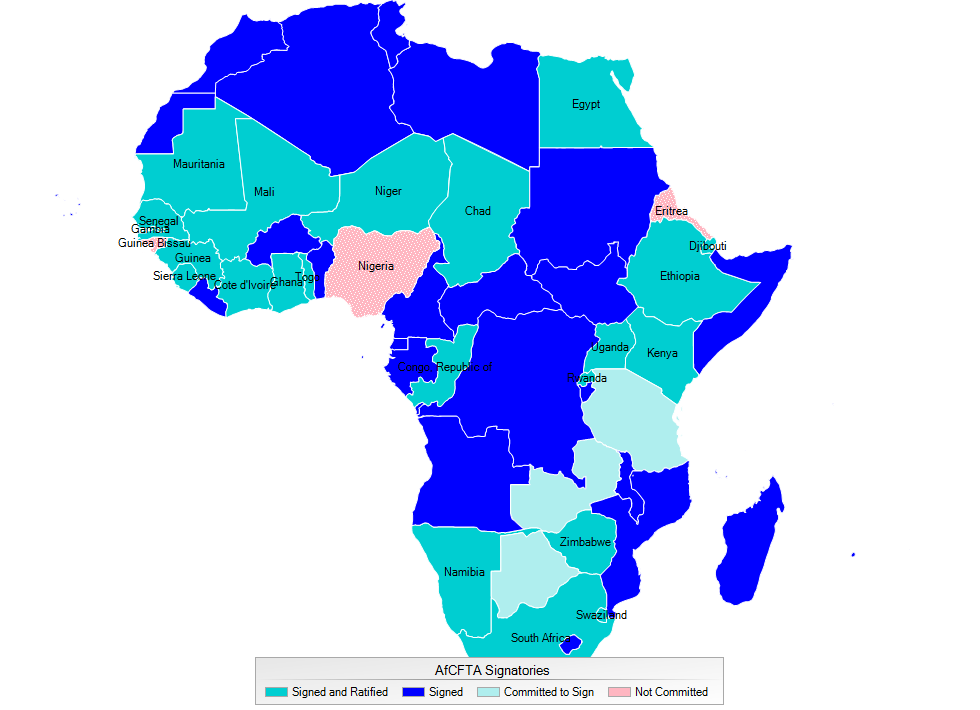 Egypt
Mauritania
Mali
Niger
Chad
Eritrea
Senegal
Gambia
Guinea Bissau
Djibouti
Guinea
Nigeria
Sierra Leone
Cote d'Ivoire
Ghana
Togo
Ethiopia
Uganda
Kenya
Congo, Republic of
Rwanda
Zimbabwe
Namibia
Swaziland
South Africa
AfCFTA Signatories
Signed and Ratified Signed Committed to Sign Not Committed